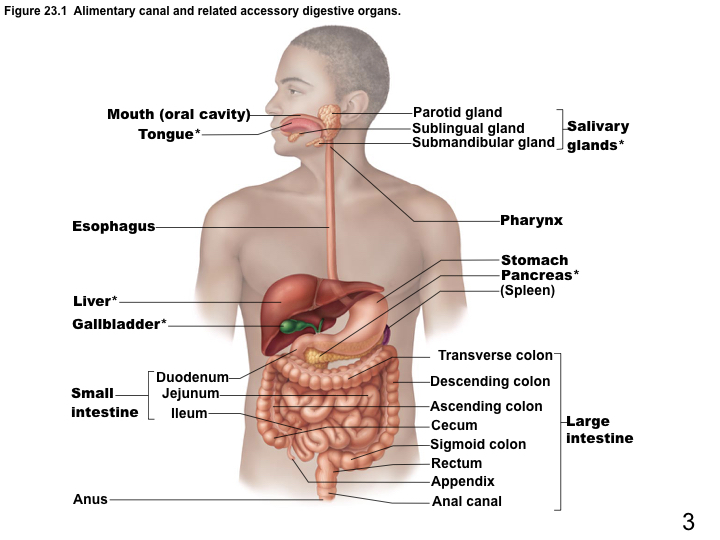 Figure 23.1  Alimentary canal and related accessory digestive organs.
Mouth (oral cavity)
Tongue*
Parotid gland
Sublingual gland
Submandibular gland
Salivary
glands*
Esophagus
Pharynx
Stomach
Pancreas*
(Spleen)
Liver*
Gallbladder*
Small
intestine
Duodenum
Jejunum
Ileum
Transverse colon
Descending colon
Ascending colon
Cecum
Sigmoid colon
Rectum
Appendix
Anal canal
Large
intestine
Anus
3